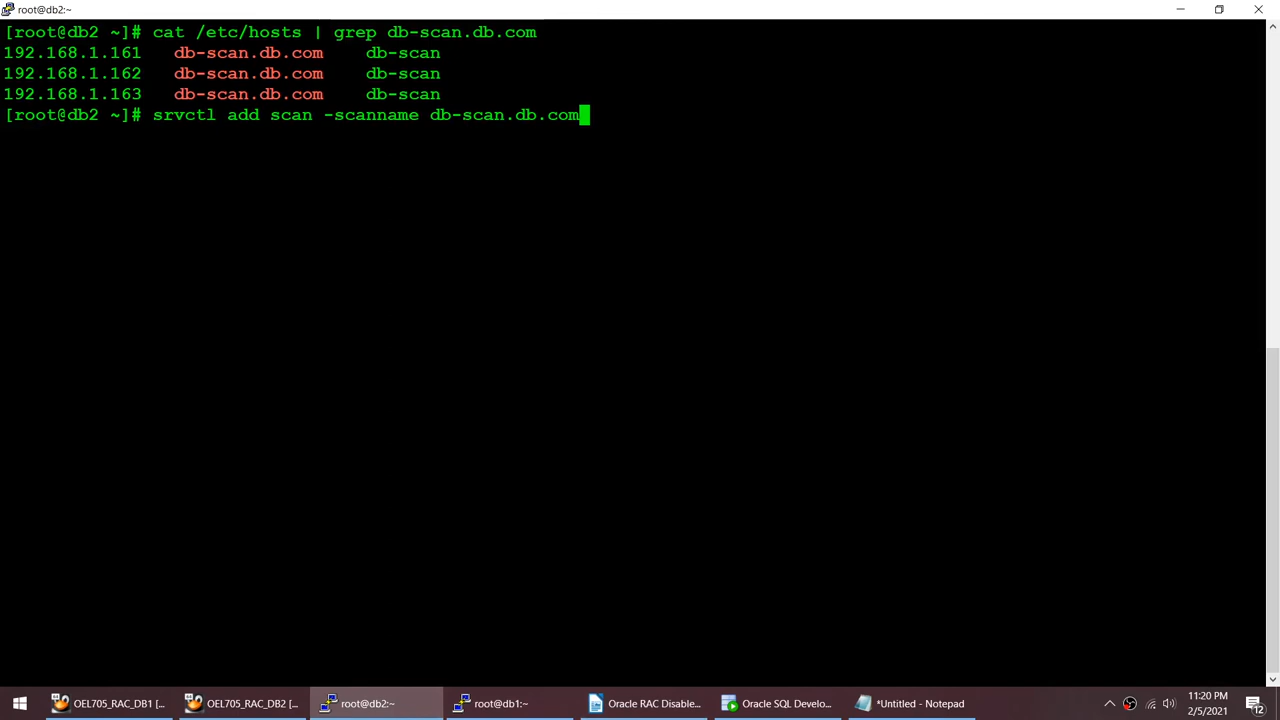 root@db2:~
[root@db2 ~]# cat /etc/hosts | grep db-scan.db.com
192.168.1.161   db-scan.db.com    db-scan
192.168.1.162   db-scan.db.com    db-scan
192.168.1.163   db-scan.db.com    db-scan
[root@db2 ~]# srvctl add scan -scanname db-scan.db.com
OEL705_RAC_DB1 [... OEL705_RAC_DB2 [... root@db2:~ root@db1:~ Oracle RAC Disable... Oracle SQL Develo... *Untitled - Notepad
11:20 PM
2/5/2021
12